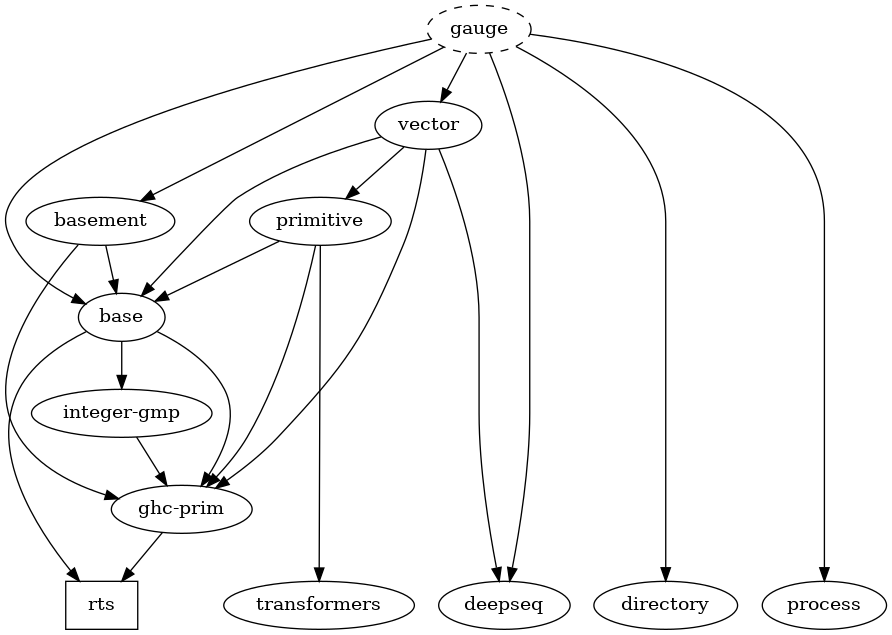 gauge
vector
basement
primitive
base
integer-gmp
ghc-prim
rts
transformers
deepseq
directory
process